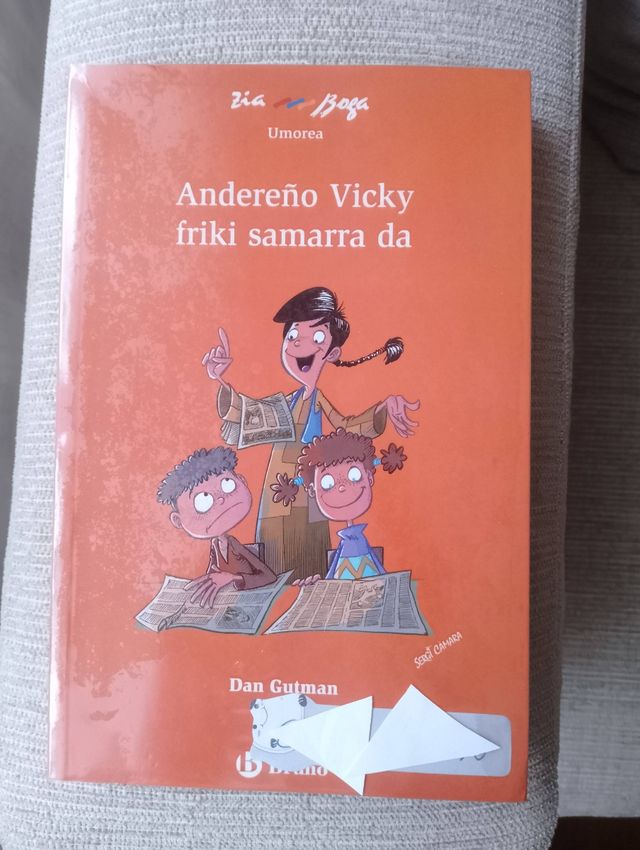 Zia Boga
Umorea
Andereño Vicky
friki samarra da
SERGI CAMARA
Dan Gutman
B